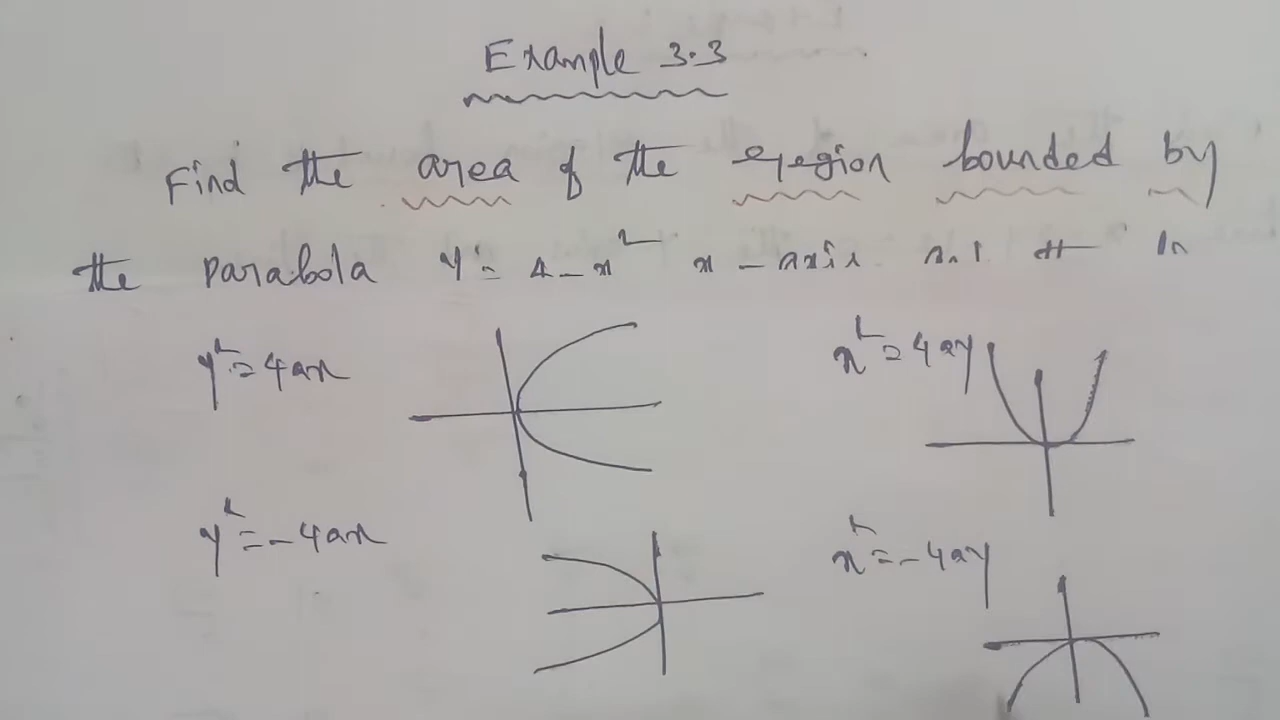 Example 3.3
Find the area of the region bounded by
the parabola y = 4 - x² x - axis
y² = 4ax
x² = 4ay
y² = -4ax
x² = -4ay